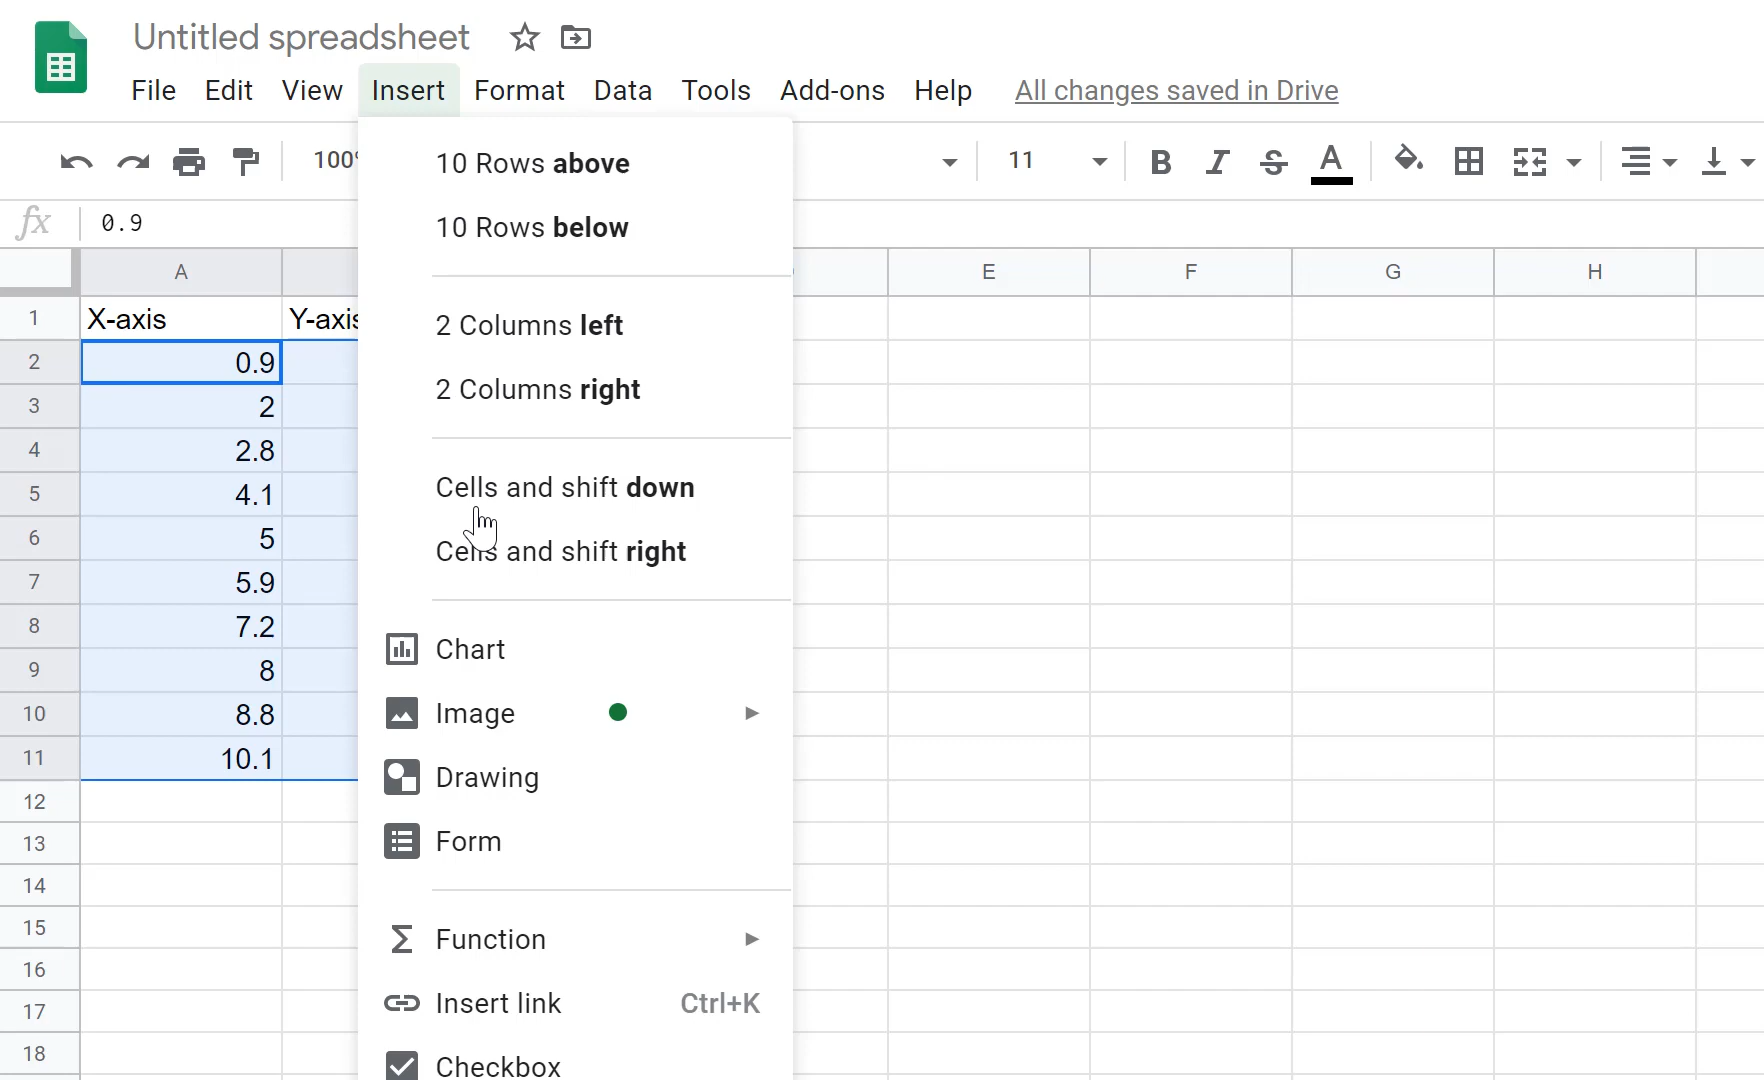 Untitled spreadsheet
File Edit View Insert Format Data Tools Add-ons Help All changes saved in Drive
11 B I S A
fx 0.9
A E F G H
1 X-axis
2 0.9
3 2
4 2.8
5 4.1
6 5
7 5.9
8 7.2
9 8
10 8.8
11 10.1
12
13
14
15
16
17
18
10 Rows above
10 Rows below
2 Columns left
2 Columns right
Cells and shift down
Cells and shift right
Chart
Image
Drawing
Form
Function
Insert link Ctrl+K
Checkbox